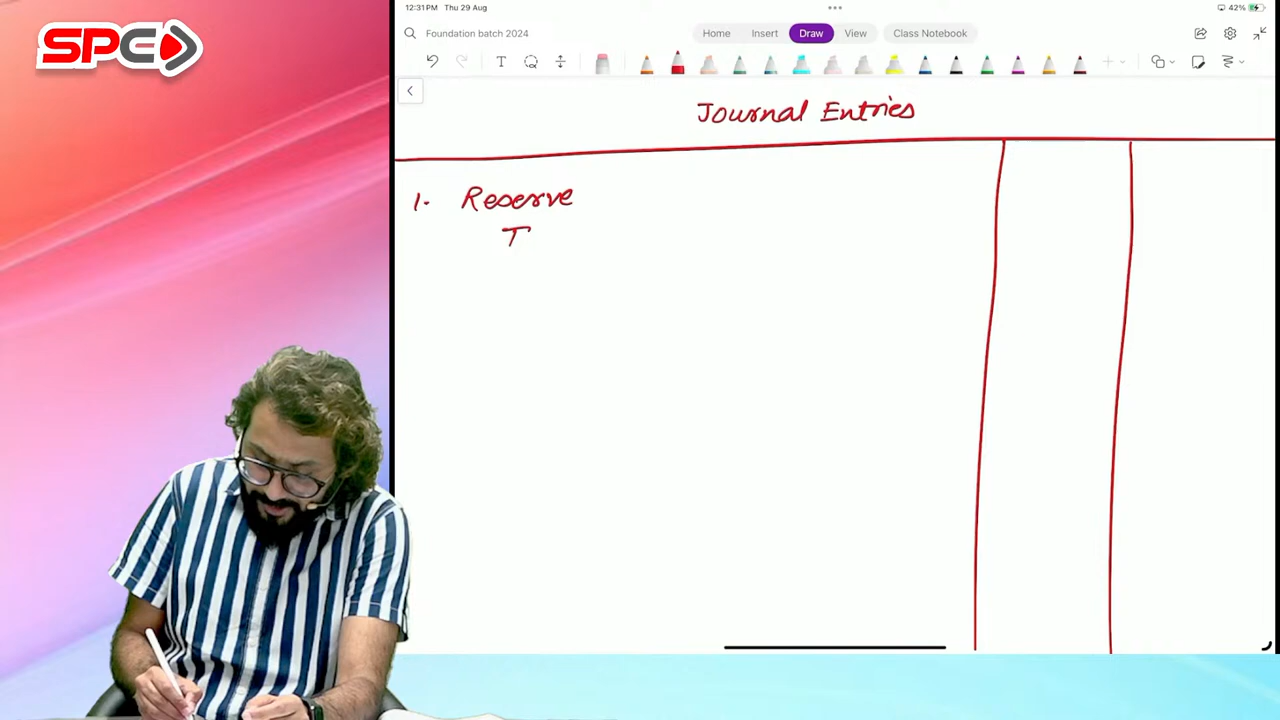 SPC
12:31 PM Thu 29 Aug
42%
Foundation batch 2024
Home Insert Draw View Class Notebook
Journal Entries
1. Reserve
T